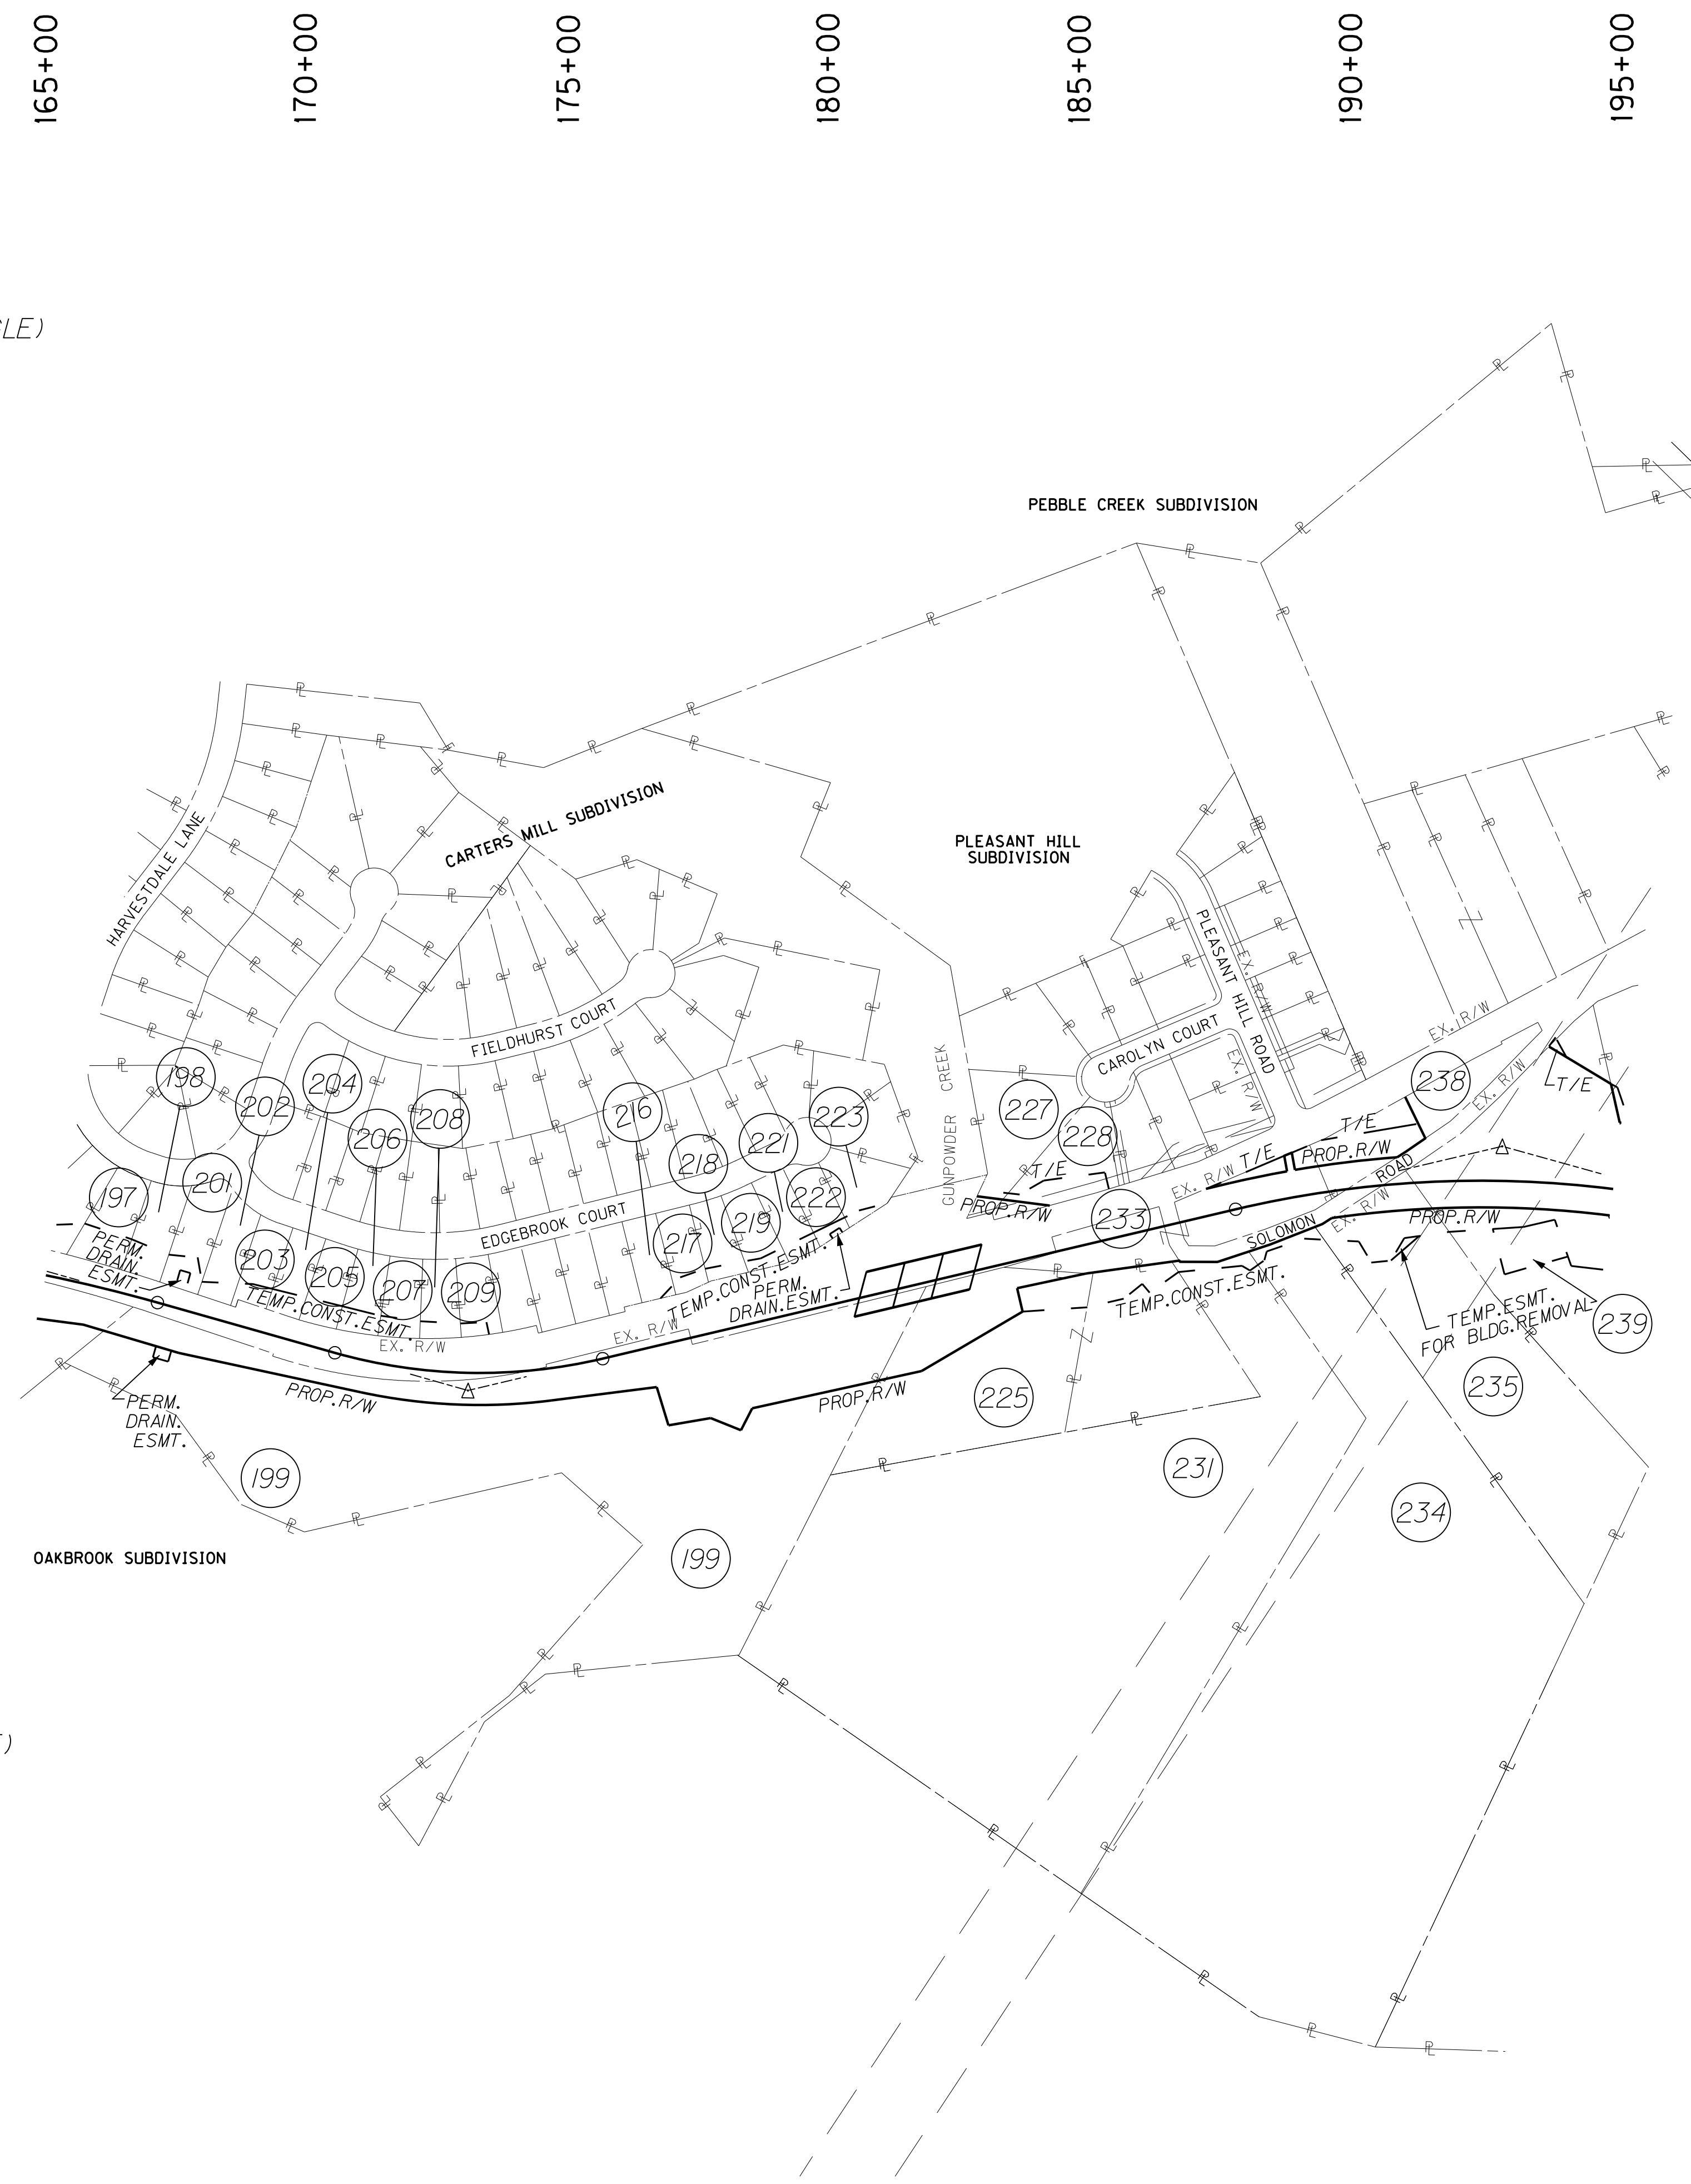 165+00
170+00
175+00
180+00
185+00
190+00
195+00
LE)
PEBBLE CREEK SUBDIVISION
HARVESTDALE LANE
CARTERS MILL SUBDIVISION
PLEASANT HILL
SUBDIVISION
PLEASANT HILL ROAD
EX. R/W
FIELDHURST COURT
CAROLYN COURT
EX. R/W
EX. R/W
GUNPOWDER CREEK
198
202
204
206
208
216
218
221
223
227
228
238
EX. R/W
T/E
T/E
T/E
T/E
PROP.R/W
EX. R/W
ROAD
197
201
EDGEBROOK COURT
217
219
222
PROP.R/W
233
SOLOMON
EX. R/W
PROP.R/W
PERM.
DRAIN.
ESMT.
203
205
207
209
TEMP.CONST.ESMT.
TEMP.CONST.ESMT.
PERM.
DRAIN.ESMT.
TEMP.CONST.ESMT.
TEMP.ESMT.
FOR BLDG.REMOVAL
239
EX. R/W
EX. R/W
PROP.R/W
PROP.R/W
225
235
PERM.
DRAIN.
ESMT.
199
231
234
OAKBROOK SUBDIVISION
199